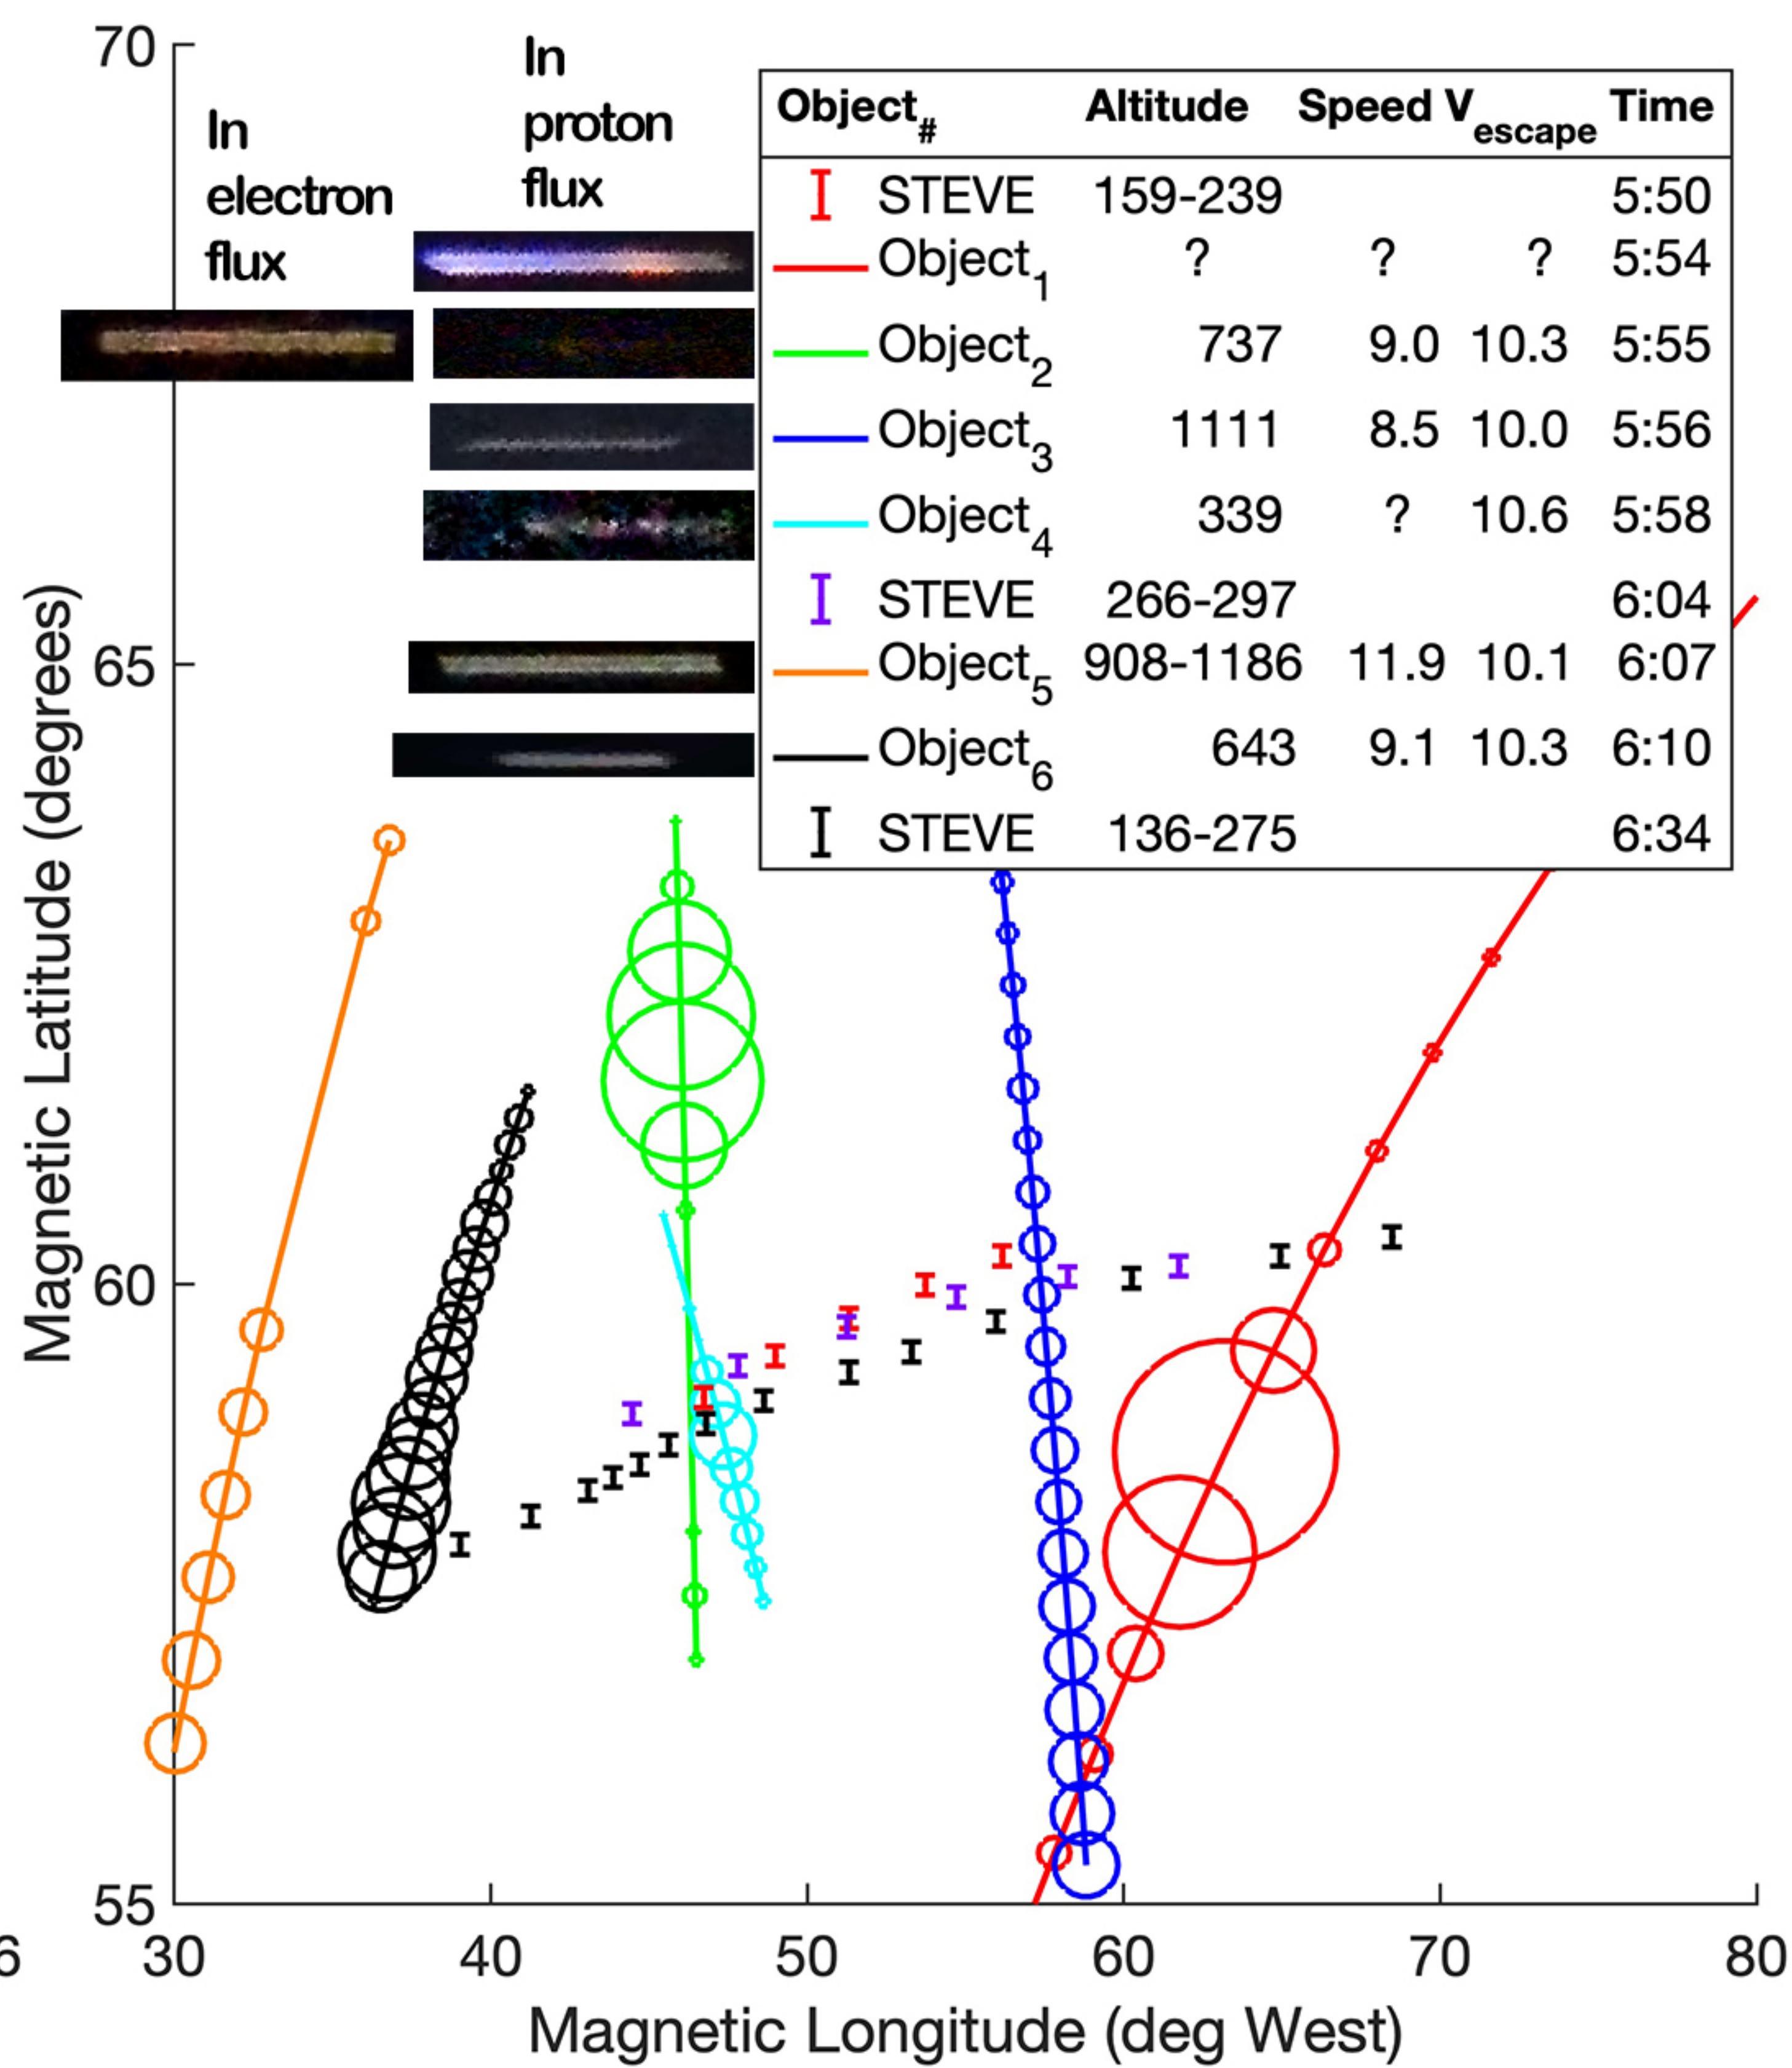 70
In
electron
flux
In
proton
flux
Object# Altitude Speed Vescape Time
STEVE 159-239 5:50
Object1 ? ? ? 5:54
Object2 737 9.0 10.3 5:55
Object3 1111 8.5 10.0 5:56
Object4 339 ? 10.6 5:58
STEVE 266-297 6:04
Object5 908-1186 11.9 10.1 6:07
Object6 643 9.1 10.3 6:10
STEVE 136-275 6:34
65
60
55
Magnetic Latitude (degrees)
6 30 40 50 60 70 80
Magnetic Longitude (deg West)